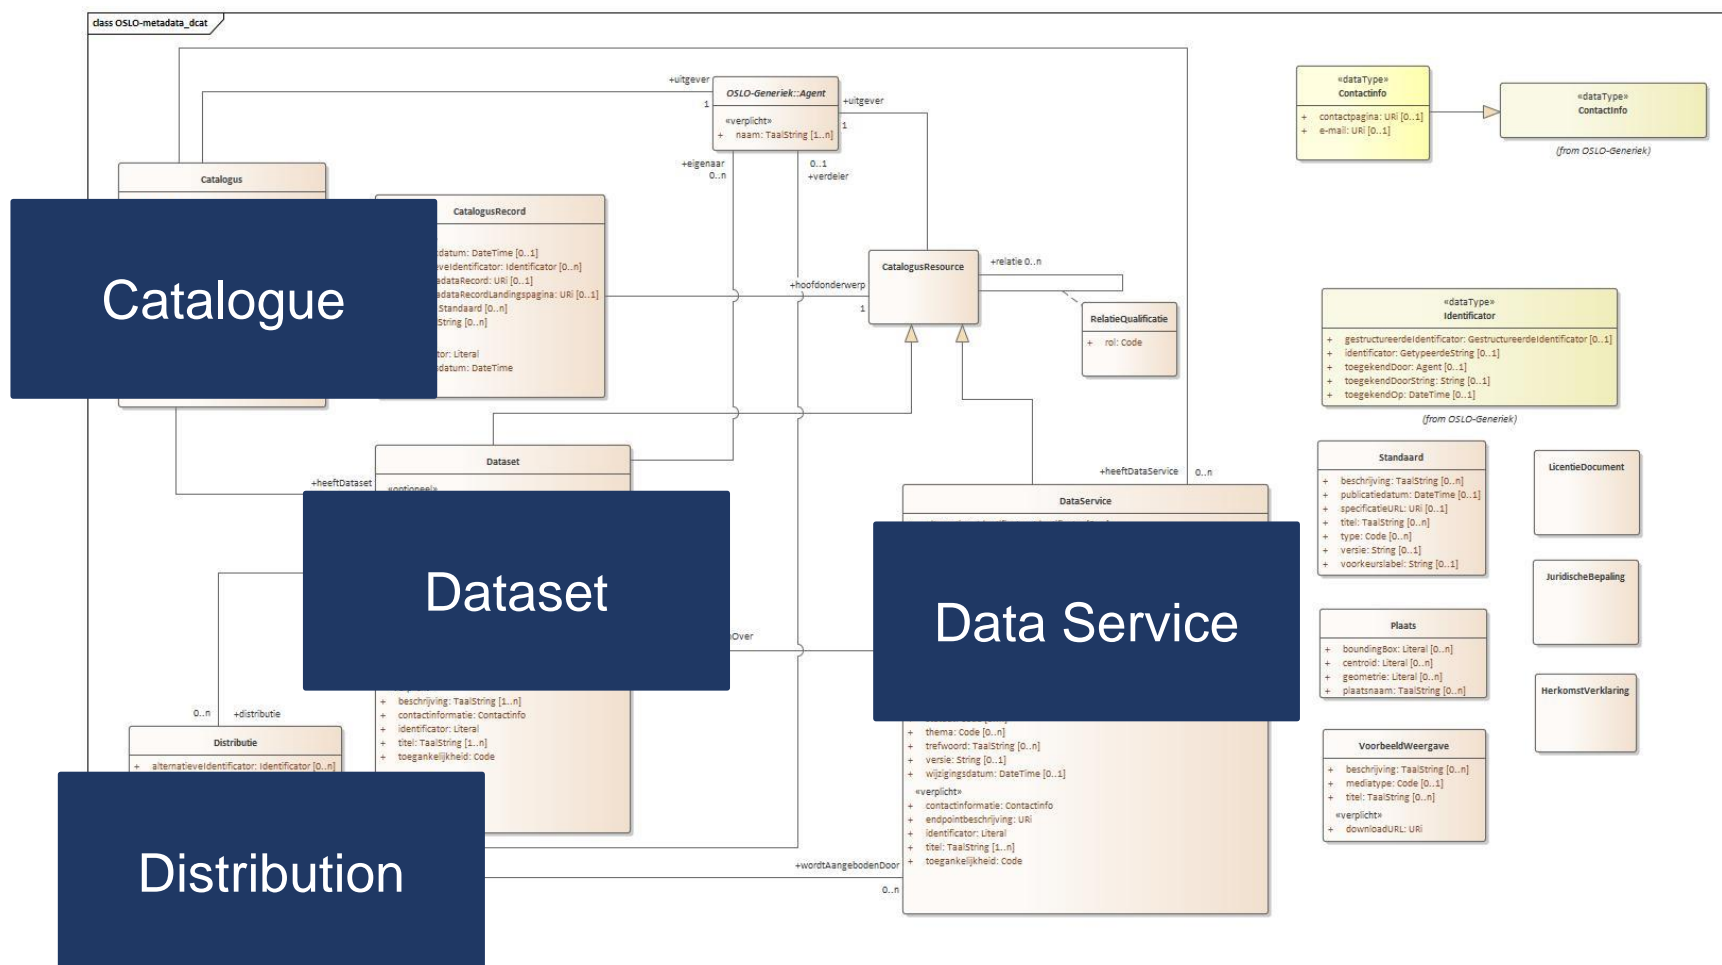 class OSLO-metadata_dcat
+uitgever
1
OSLO-Generiek::Agent
«verplicht»
+ naam: TaalString [1..n]
+uitgever
1
+eigenaar
0..n
0..1
+verdeler
«dataType»
Contactinfo
+ contactpagina: URI [0..1]
+ e-mail: URI [0..1]
«dataType»
ContactInfo
(from OSLO-Generiek)
Catalogus
Catalogue
CatalogusRecord
datum: DateTime [0..1]
eveIdentificator: Identificator [0..n]
adataRecord: URI [0..1]
adataRecordLandingspagina: URI [0..1]
Standaard [0..n]
String [0..n]
tor: Literal
sdatum: DateTime
+hoofdonderwerp
1
CatalogusResource
+relatie 0..n
RelatieQualificatie
+ rol: Code
«dataType»
Identificator
+ gestructureerdeIdentificator: GestructureerdeIdentificator [0..1]
+ identificator: GetypeerdeString [0..1]
+ toegekendDoor: Agent [0..1]
+ toegekendDoorString: String [0..1]
+ toegekendOp: DateTime [0..1]
(from OSLO-Generiek)
+heeftDataset
Dataset
«optioneel»
Dataset
+ beschrijving: TaalString [1..n]
+ contactinformatie: Contactinfo
+ identificator: Literal
+ titel: TaalString [1..n]
+ toegankelijkheid: Code
+heeftDataService
0..n
DataService
Over
Data Service
+ thema: Code [0..n]
+ trefwoord: TaalString [0..n]
+ versie: String [0..1]
+ wijzigingsdatum: DateTime [0..1]
«verplicht»
+ contactinformatie: Contactinfo
+ endpointbeschrijving: URI
+ identificator: Literal
+ titel: TaalString [1..n]
+ toegankelijkheid: Code
Standaard
+ beschrijving: TaalString [0..n]
+ publicatiedatum: DateTime [0..1]
+ specificatieURL: URI [0..1]
+ titel: TaalString [0..n]
+ type: Code [0..n]
+ versie: String [0..1]
+ voorkeurslabel: String [0..1]
LicentieDocument
JuridischeBepaling
Plaats
+ boundingBox: Literal [0..n]
+ centroid: Literal [0..n]
+ geometrie: Literal [0..n]
+ plaatsnaam: TaalString [0..n]
HerkomstVerklaring
VoorbeeldWeergave
+ beschrijving: TaalString [0..n]
+ mediatype: Code [0..1]
+ titel: TaalString [0..n]
«verplicht»
+ downloadURL: URI
0..n
+distributie
Distributie
+ alternatieveIdentificator: Identificator [0..n]
Distribution
+wordtAangebodenDoor
0..n